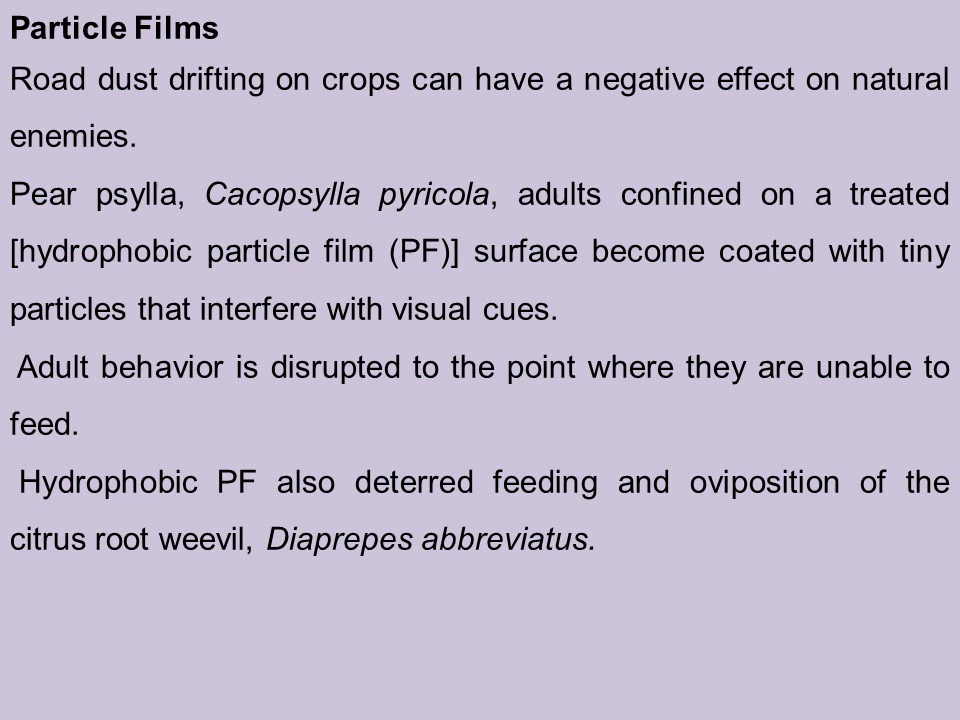 Particle Films
Road dust drifting on crops can have a negative effect on natural
enemies.
Pear psylla, Cacopsylla pyricola, adults confined on a treated
[hydrophobic particle film (PF)] surface become coated with tiny
particles that interfere with visual cues.
Adult behavior is disrupted to the point where they are unable to
feed.
Hydrophobic PF also deterred feeding and oviposition of the
citrus root weevil, Diaprepes abbreviatus.